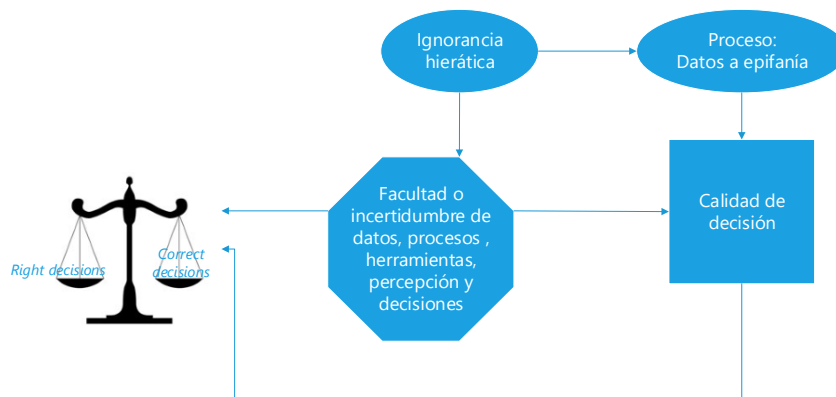 Ignorancia
hierática
Proceso:
Datos a epifanía
Facultad o
incertidumbre de
datos, procesos ,
herramientas,
percepción y
decisiones
Calidad de
decisión
Right decisions
Correct
decisions